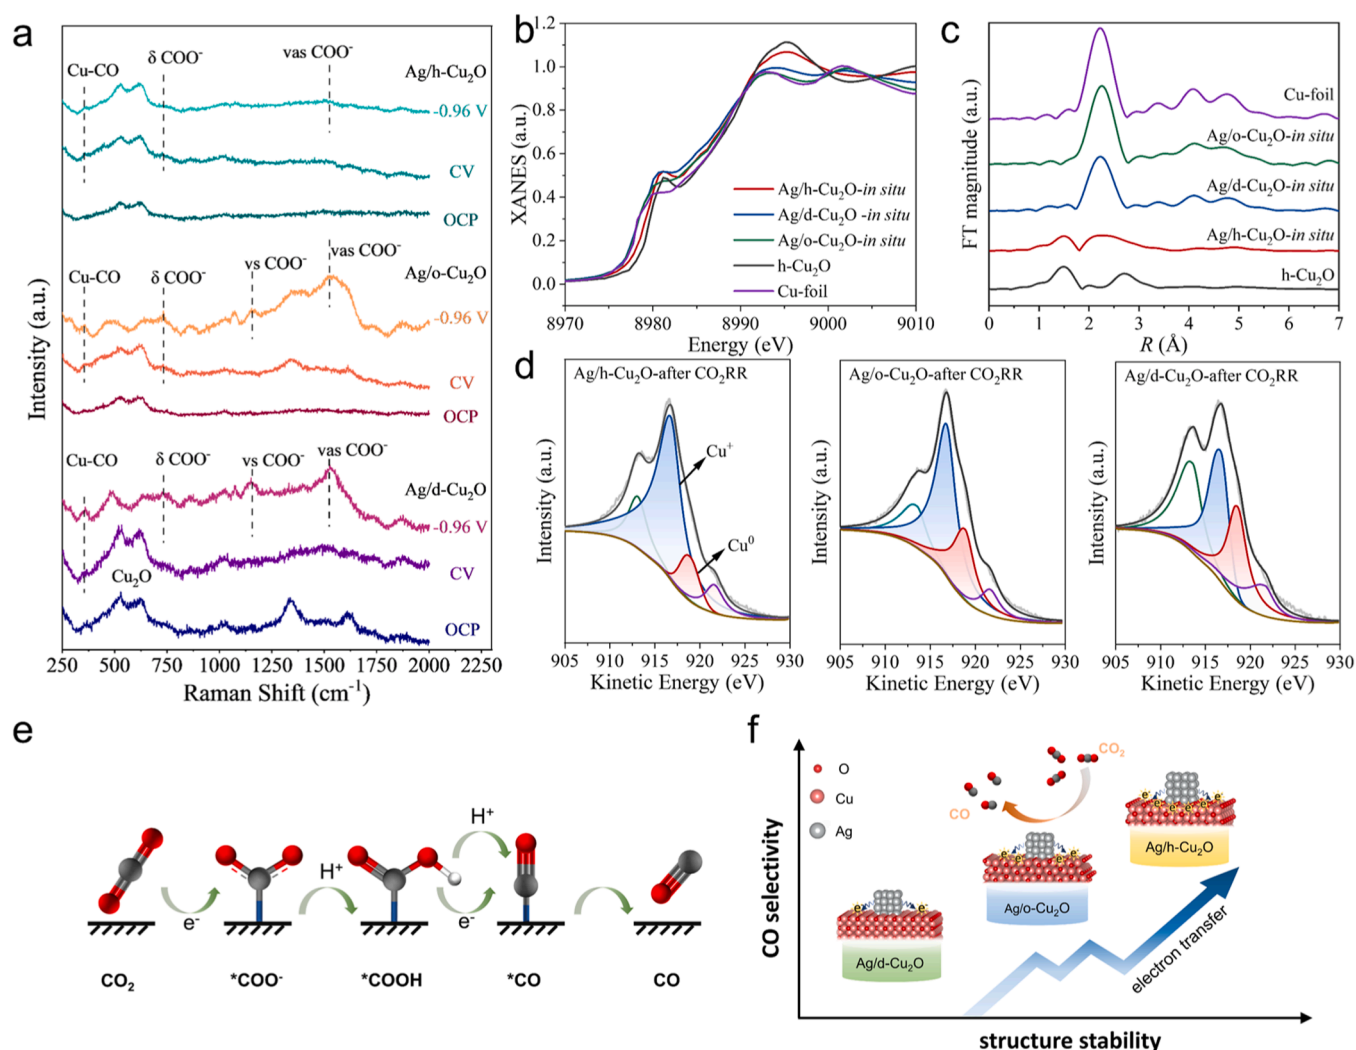 a
Cu-CO
δ COO⁻
vas COO⁻
Ag/h-Cu₂O
-0.96 V
CV
OCP
Cu-CO
δ COO⁻
vs COO⁻
vas COO⁻
Ag/o-Cu₂O
-0.96 V
CV
OCP
Cu-CO
δ COO⁻
vs COO⁻
vas COO⁻
Ag/d-Cu₂O
-0.96 V
CV
Cu₂O
OCP
Intensity (a.u.)
250 500 750 1000 1250 1500 1750 2000 2250
Raman Shift (cm⁻¹)
b
XANES (a.u.)
1.2
1.0
0.8
0.6
0.4
0.2
0.0
Ag/h-Cu₂O-in situ
Ag/d-Cu₂O -in situ
Ag/o-Cu₂O-in situ
h-Cu₂O
Cu-foil
8970 8980 8990 9000 9010
Energy (eV)
c
FT magnitude (a.u.)
Cu-foil
Ag/o-Cu₂O-in situ
Ag/d-Cu₂O-in situ
Ag/h-Cu₂O-in situ
h-Cu₂O
0 1 2 3 4 5 6 7
R (Å)
d
Ag/h-Cu₂O-after CO₂RR
Cu⁺
Cu⁰
Intensity (a.u.)
905 910 915 920 925 930
Kinetic Energy (eV)
Ag/o-Cu₂O-after CO₂RR
Intensity (a.u.)
905 910 915 920 925 930
Kinetic Energy (eV)
Ag/d-Cu₂O-after CO₂RR
Intensity (a.u.)
905 910 915 920 925 930
Kinetic Energy (eV)
e
e⁻
H⁺
H⁺
e⁻
CO₂
*COO⁻
*COOH
*CO
CO
f
CO selectivity
O
Cu
Ag
CO₂
CO
e⁻ e⁻
Ag/d-Cu₂O
e⁻ e⁻ e⁻ e⁻
Ag/o-Cu₂O
e⁻ e⁻ e⁻ e⁻ e⁻ e⁻
Ag/h-Cu₂O
electron transfer
structure stability